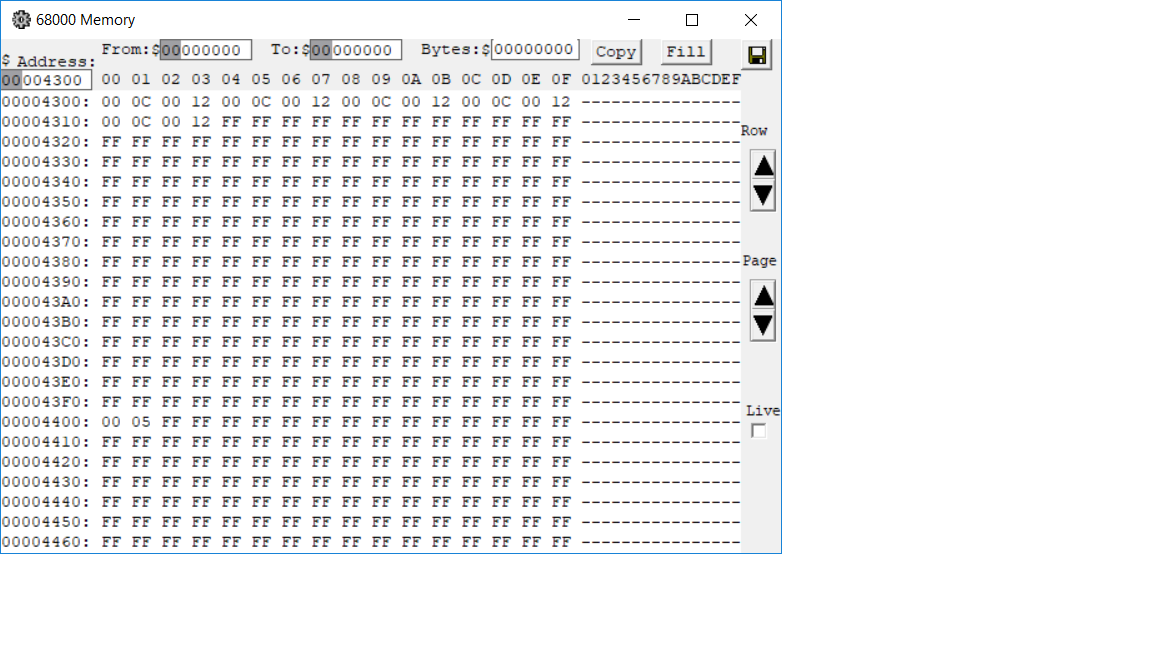 68000 Memory
From:$00000000 To:$00000000 Bytes:$00000000 Copy Fill
$ Address:
00004300 00 01 02 03 04 05 06 07 08 09 0A 0B 0C 0D 0E 0F 0123456789ABCDEF
00004300: 00 0C 00 12 00 0C 00 12 00 0C 00 12 00 0C 00 12 ----------------
00004310: 00 0C 00 12 FF FF FF FF FF FF FF FF FF FF FF FF ----------------
Row
00004320: FF FF FF FF FF FF FF FF FF FF FF FF FF FF FF FF ----------------
00004330: FF FF FF FF FF FF FF FF FF FF FF FF FF FF FF FF ----------------
00004340: FF FF FF FF FF FF FF FF FF FF FF FF FF FF FF FF ----------------
00004350: FF FF FF FF FF FF FF FF FF FF FF FF FF FF FF FF ----------------
00004360: FF FF FF FF FF FF FF FF FF FF FF FF FF FF FF FF ----------------
00004370: FF FF FF FF FF FF FF FF FF FF FF FF FF FF FF FF ----------------
00004380: FF FF FF FF FF FF FF FF FF FF FF FF FF FF FF FF ----------------
Page
00004390: FF FF FF FF FF FF FF FF FF FF FF FF FF FF FF FF ----------------
000043A0: FF FF FF FF FF FF FF FF FF FF FF FF FF FF FF FF ----------------
000043B0: FF FF FF FF FF FF FF FF FF FF FF FF FF FF FF FF ----------------
000043C0: FF FF FF FF FF FF FF FF FF FF FF FF FF FF FF FF ----------------
000043D0: FF FF FF FF FF FF FF FF FF FF FF FF FF FF FF FF ----------------
000043E0: FF FF FF FF FF FF FF FF FF FF FF FF FF FF FF FF ----------------
000043F0: FF FF FF FF FF FF FF FF FF FF FF FF FF FF FF FF ----------------
Live
00004400: 00 05 FF FF FF FF FF FF FF FF FF FF FF FF FF FF ----------------
00004410: FF FF FF FF FF FF FF FF FF FF FF FF FF FF FF FF ----------------
00004420: FF FF FF FF FF FF FF FF FF FF FF FF FF FF FF FF ----------------
00004430: FF FF FF FF FF FF FF FF FF FF FF FF FF FF FF FF ----------------
00004440: FF FF FF FF FF FF FF FF FF FF FF FF FF FF FF FF ----------------
00004450: FF FF FF FF FF FF FF FF FF FF FF FF FF FF FF FF ----------------
00004460: FF FF FF FF FF FF FF FF FF FF FF FF FF FF FF FF ----------------